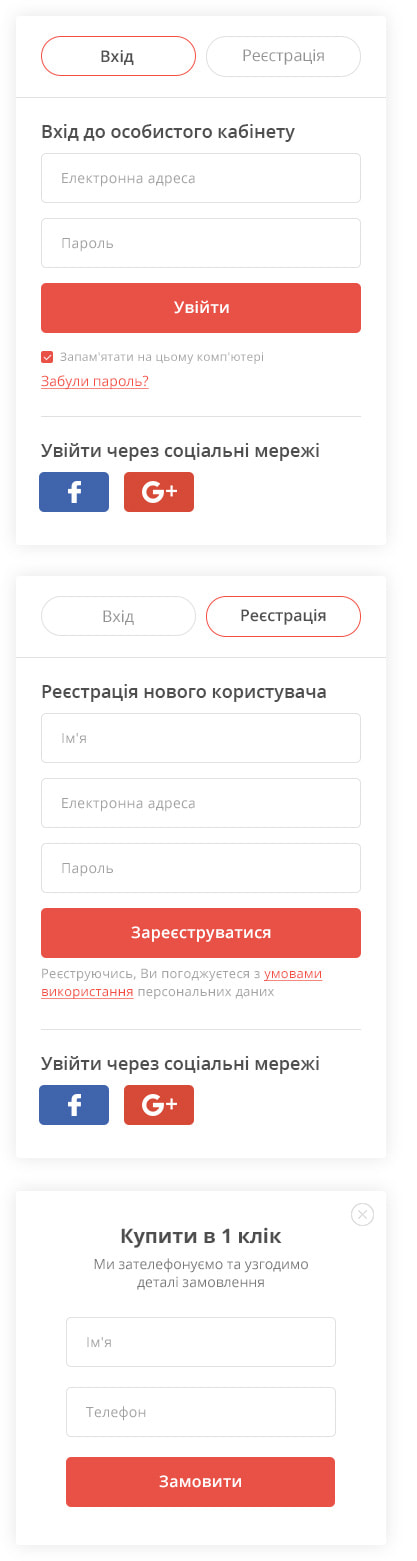 Вхід Реєстрація
Вхід до особистого кабінету
Електронна адреса
Пароль
Увійти
Запам'ятати на цьому комп'ютері
Забули пароль?
Увійти через соціальні мережі
f G+
Вхід Реєстрація
Реєстрація нового користувача
Ім'я
Електронна адреса
Пароль
Зареєструватися
Реєструючись, Ви погоджуєтеся з умовами
використання персональних даних
Увійти через соціальні мережі
f G+
Купити в 1 клік
Ми зателефонуємо та узгодимо
деталі замовлення
Ім'я
Телефон
Замовити